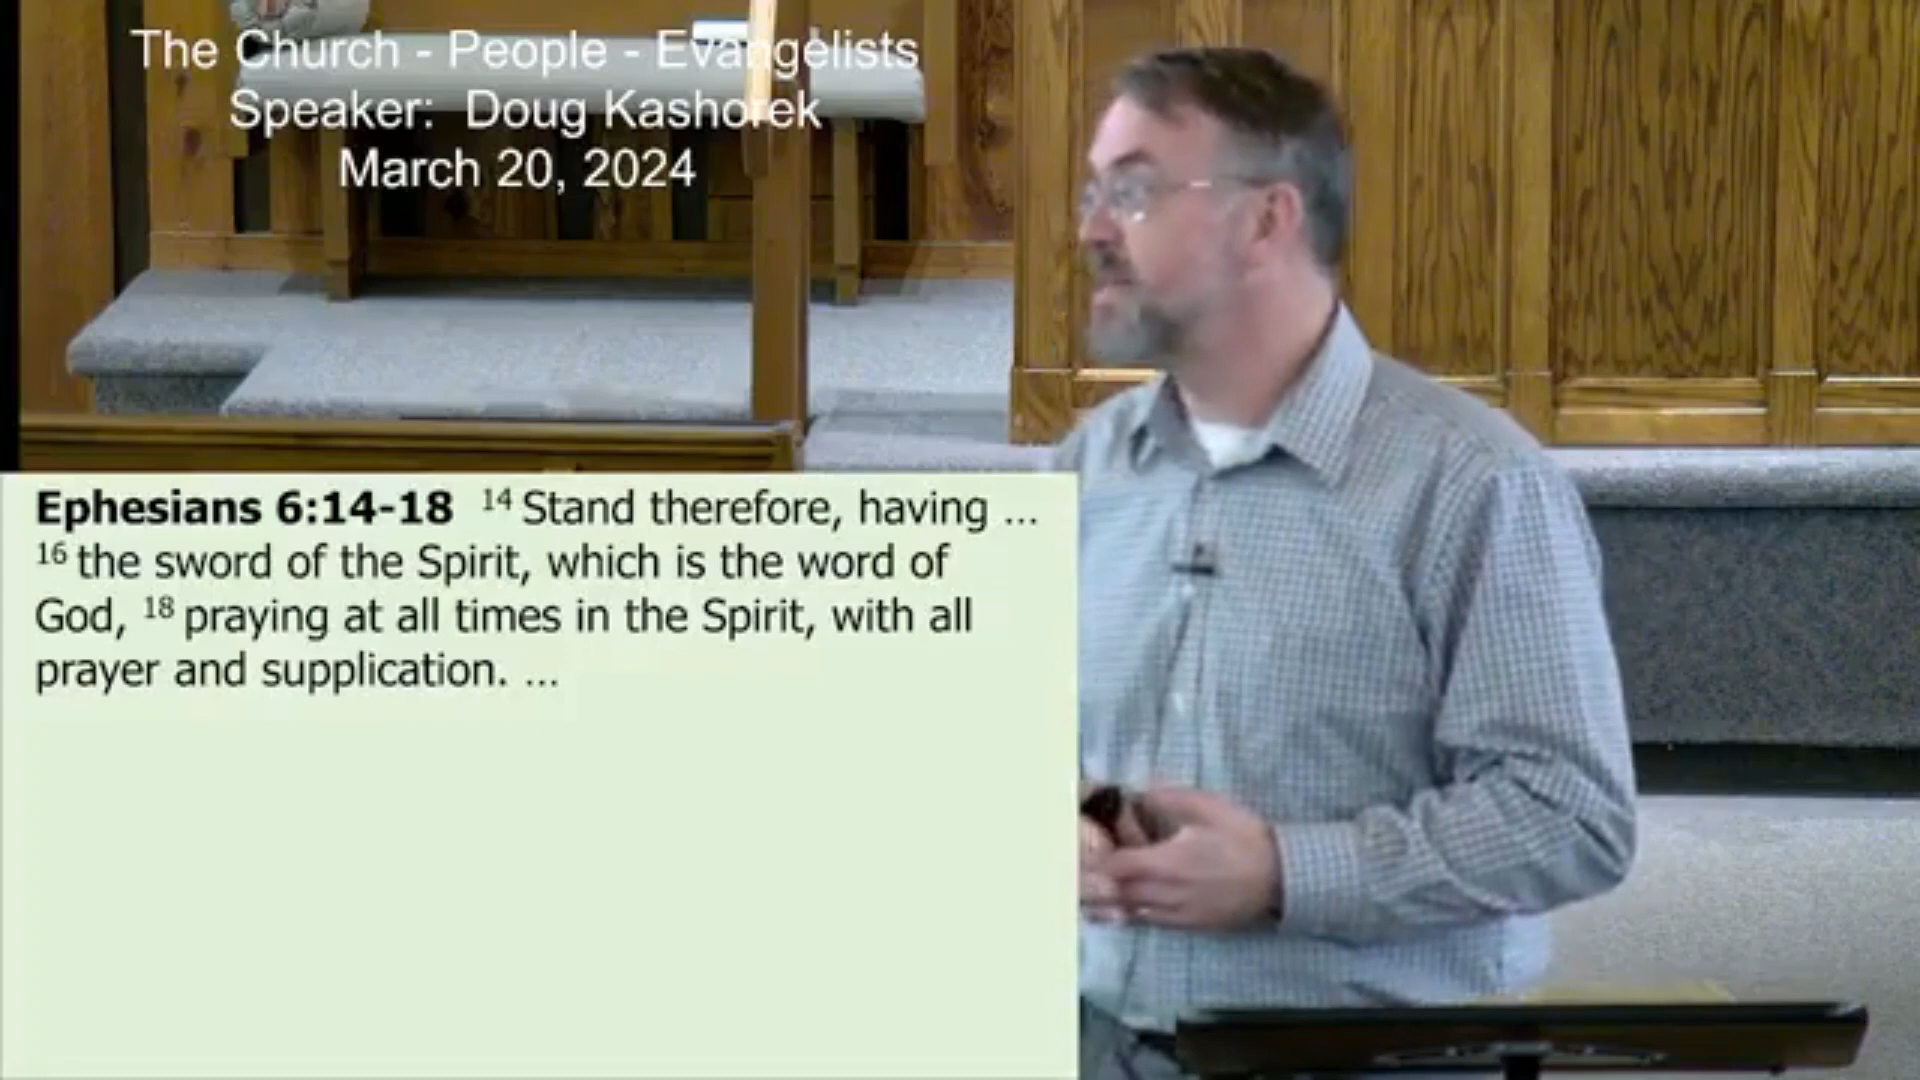 The Church - People - Evangelists
Speaker: Doug Kashorek
March 20, 2024
Ephesians 6:14-18 14 Stand therefore, having ...
16 the sword of the Spirit, which is the word of
God, 18 praying at all times in the Spirit, with all
prayer and supplication. ...